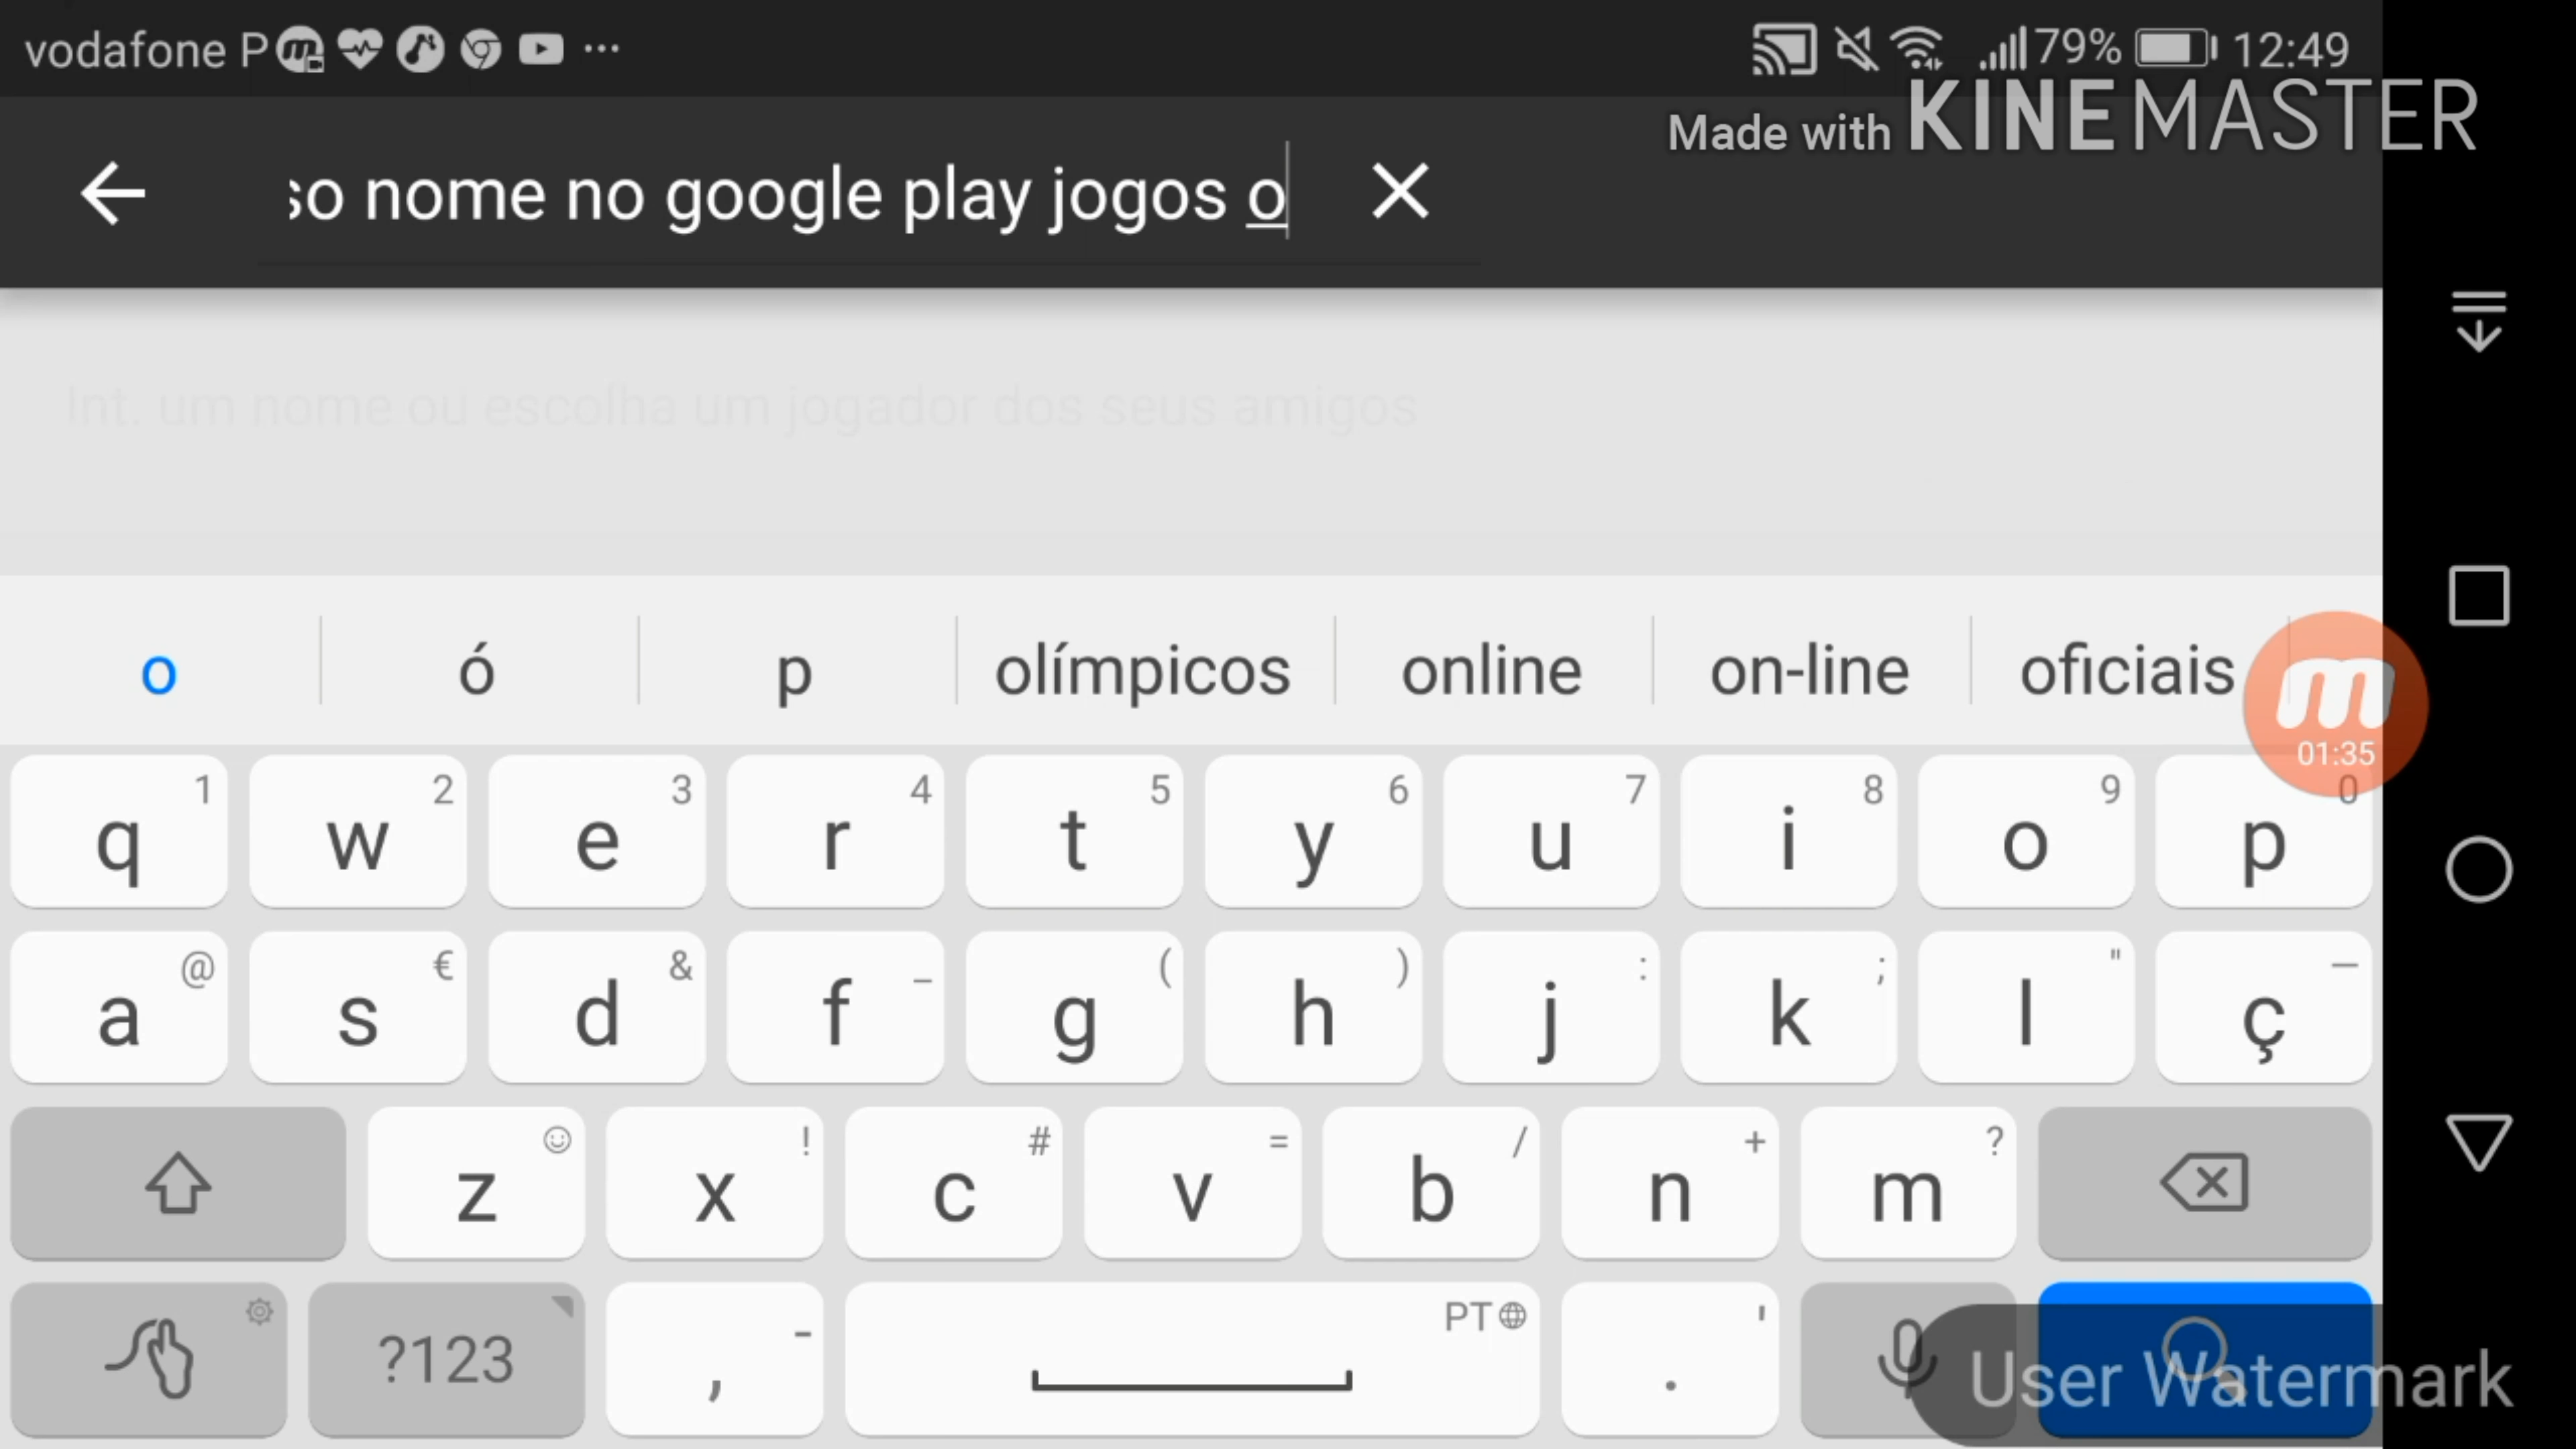 vodafone P
79% 12:49
Made with KINEMASTER
so nome no google play jogos o
Int. um nome ou escolha um jogador dos seus amigos
o ó p olímpicos online on-line oficiais
m
01:35
1 2 3 4 5 6 7 8 9 0
q w e r t y u i o p
@ € & _ ( ) : ; " —
a s d f g h j k l ç
! # = / + ?
z x c v b n m
- PT '
?123 , .
User Watermark